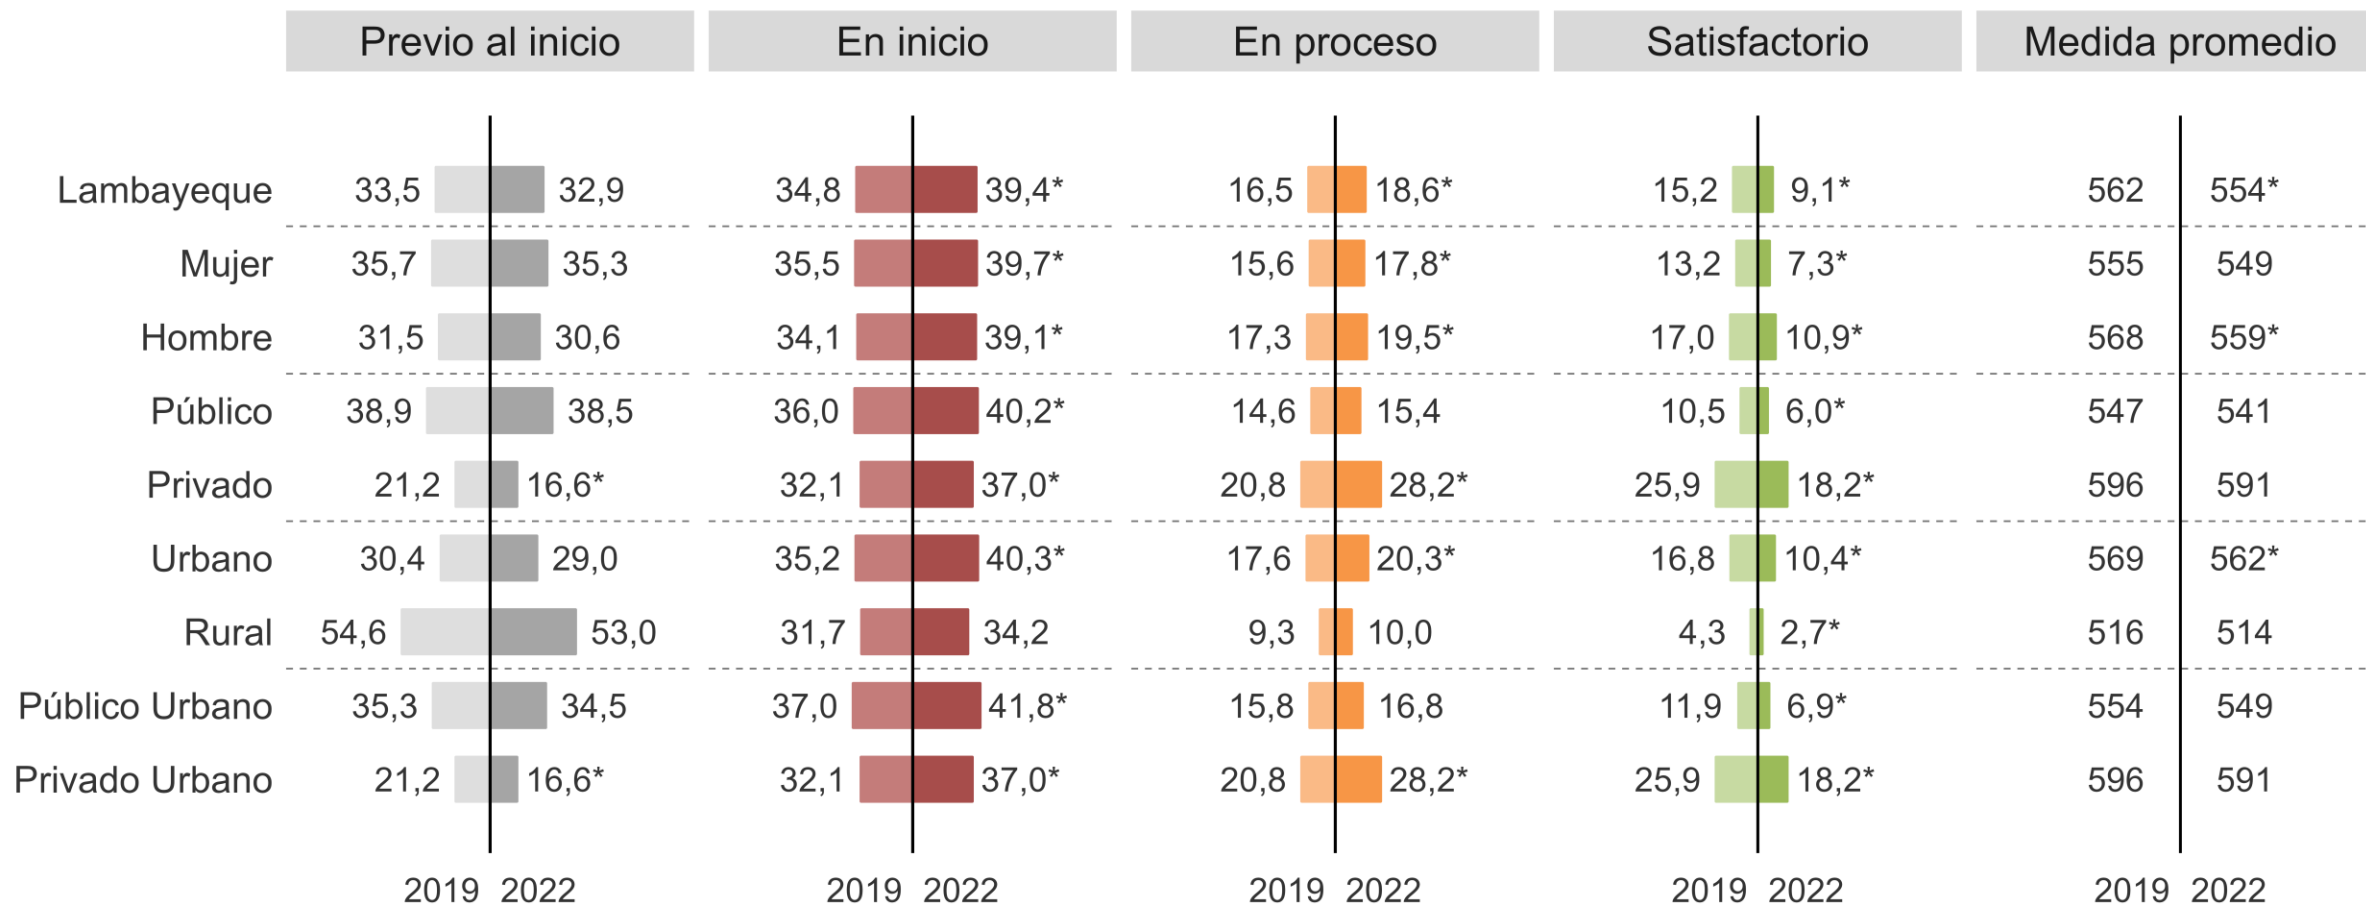 Previo al inicio En inicio En proceso Satisfactorio Medida promedio
Lambayeque 33,5 32,9 34,8 39,4* 16,5 18,6* 15,2 9,1* 562 554*
Mujer 35,7 35,3 35,5 39,7* 15,6 17,8* 13,2 7,3* 555 549
Hombre 31,5 30,6 34,1 39,1* 17,3 19,5* 17,0 10,9* 568 559*
Público 38,9 38,5 36,0 40,2* 14,6 15,4 10,5 6,0* 547 541
Privado 21,2 16,6* 32,1 37,0* 20,8 28,2* 25,9 18,2* 596 591
Urbano 30,4 29,0 35,2 40,3* 17,6 20,3* 16,8 10,4* 569 562*
Rural 54,6 53,0 31,7 34,2 9,3 10,0 4,3 2,7* 516 514
Público Urbano 35,3 34,5 37,0 41,8* 15,8 16,8 11,9 6,9* 554 549
Privado Urbano 21,2 16,6* 32,1 37,0* 20,8 28,2* 25,9 18,2* 596 591
2019 2022 2019 2022 2019 2022 2019 2022 2019 2022